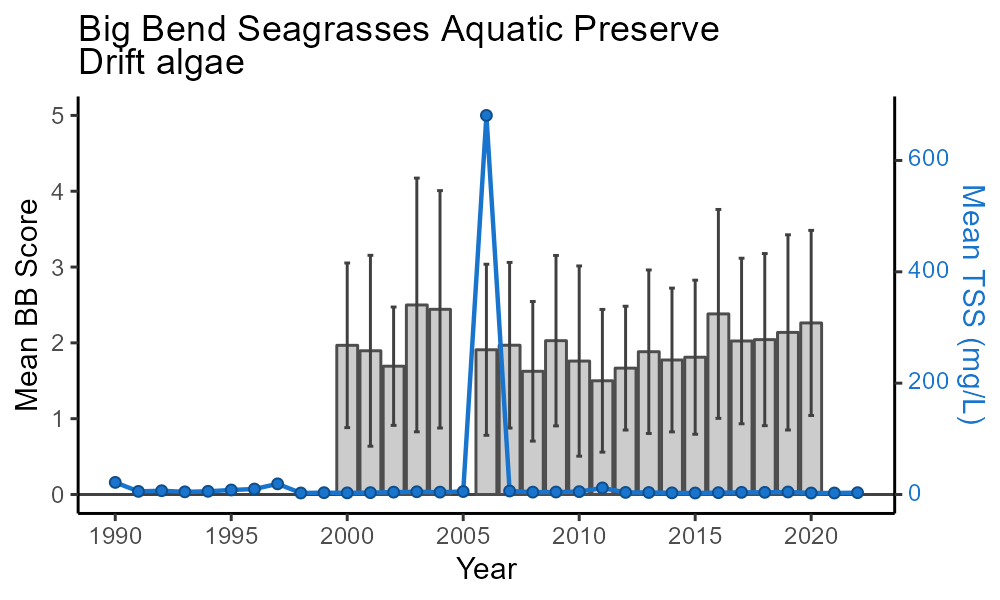 Big Bend Seagrasses Aquatic Preserve
Drift algae
5
4
3
2
1
0
Mean BB Score
600
400
200
0
Mean TSS (mg/L)
1990 1995 2000 2005 2010 2015 2020
Year